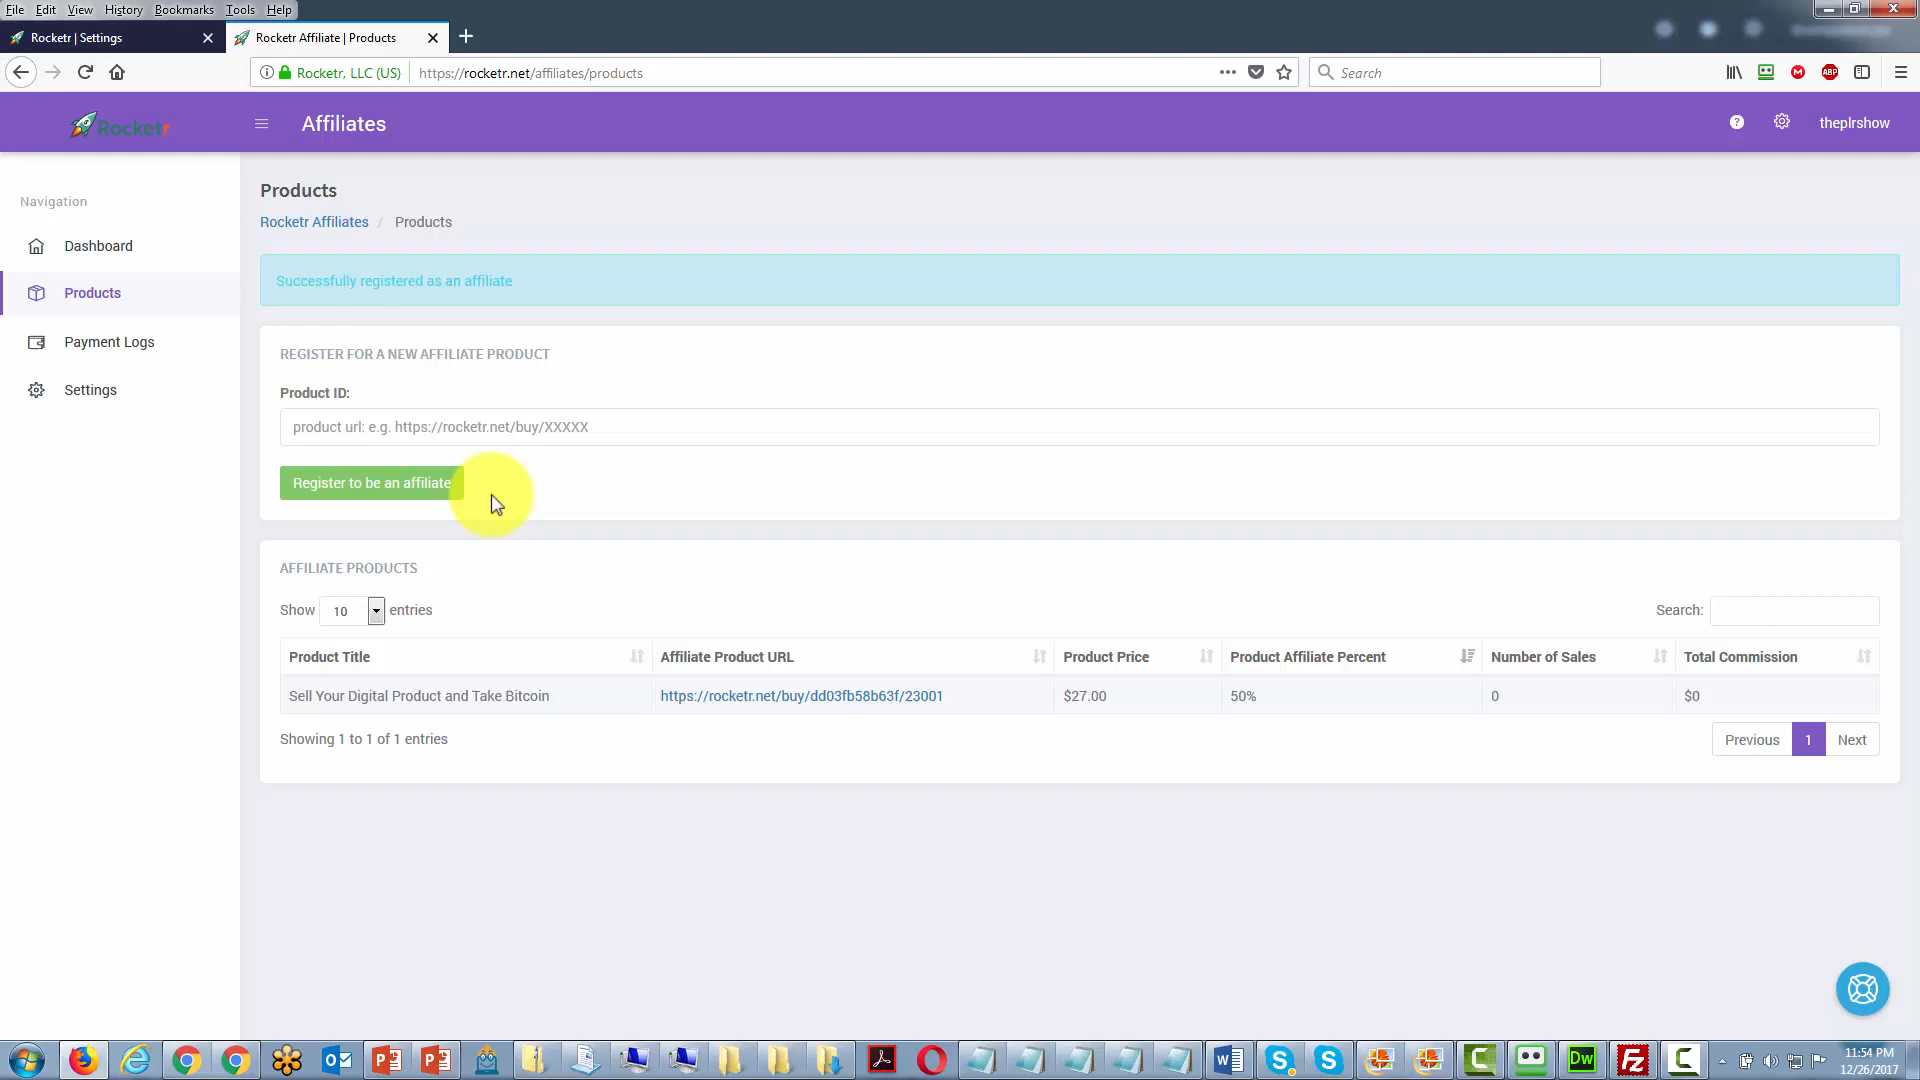 File Edit View History Bookmarks Tools Help
Rocketr | Settings
Rocketr Affiliate | Products
Rocketr, LLC (US) https://rocketr.net/affiliates/products
Search
ABP
Rocketr
Affiliates
theplrshow
Navigation
Dashboard
Products
Payment Logs
Settings
Products
Rocketr Affiliates / Products
Successfully registered as an affiliate
REGISTER FOR A NEW AFFILIATE PRODUCT
Product ID:
product url: e.g. https://rocketr.net/buy/XXXXX
Register to be an affiliate
AFFILIATE PRODUCTS
Show 10 entries
Search:
Product Title Affiliate Product URL Product Price Product Affiliate Percent Number of Sales Total Commission
Sell Your Digital Product and Take Bitcoin https://rocketr.net/buy/dd03fb58b63f/23001 $27.00 50% 0 $0
Showing 1 to 1 of 1 entries
Previous 1 Next
11:54 PM
12/26/2017